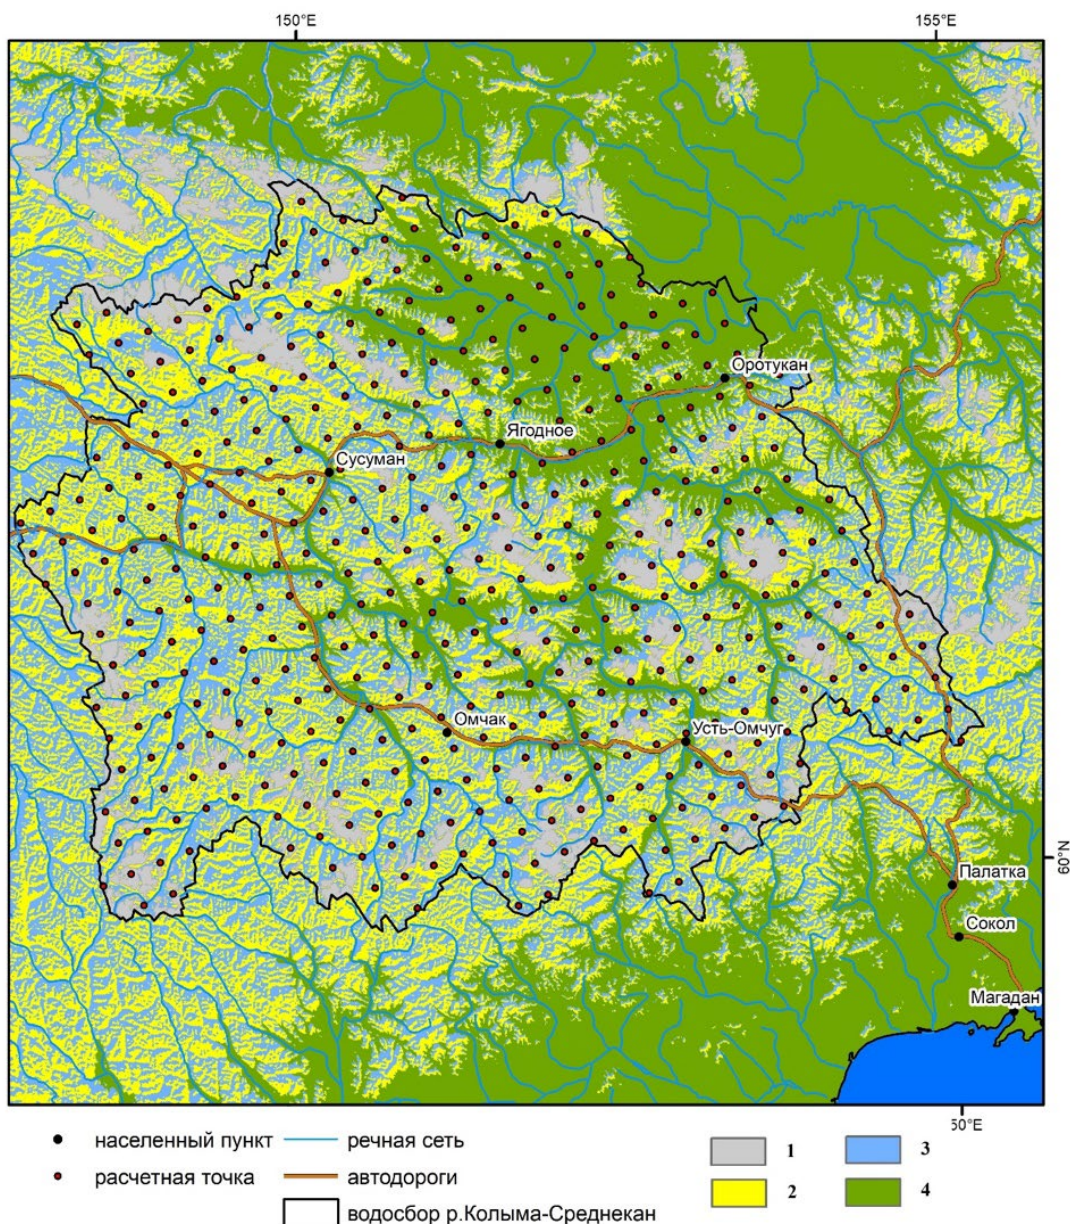 150°E 155°E
Оротукан
Ягодное
Сусуман
Омчак
Усть-Омчуг
60°N
Палатка
Сокол
Магадан
50°E
населенный пункт речная сеть 1 3
расчетная точка автодороги 2 4
водосбор р.Колыма-Среднекан